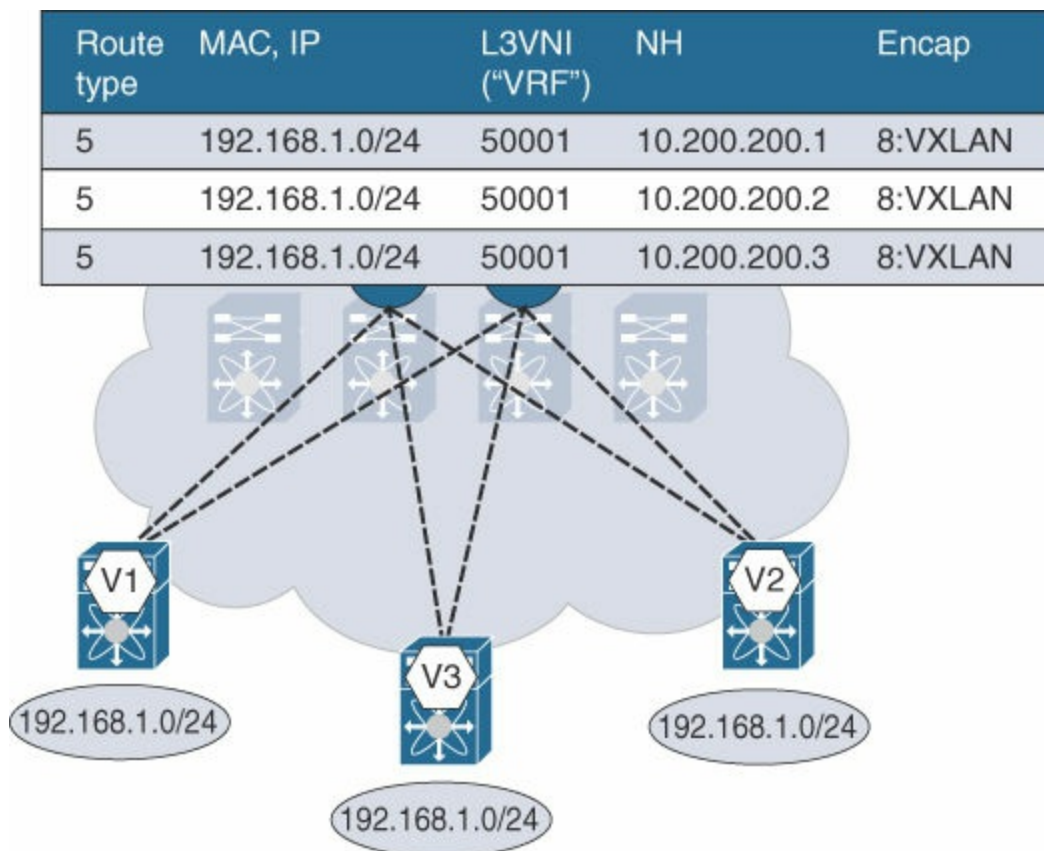 Route type MAC, IP L3VNI ("VRF") NH Encap
5 192.168.1.0/24 50001 10.200.200.1 8:VXLAN
5 192.168.1.0/24 50001 10.200.200.2 8:VXLAN
5 192.168.1.0/24 50001 10.200.200.3 8:VXLAN
V1
V2
V3
192.168.1.0/24
192.168.1.0/24
192.168.1.0/24